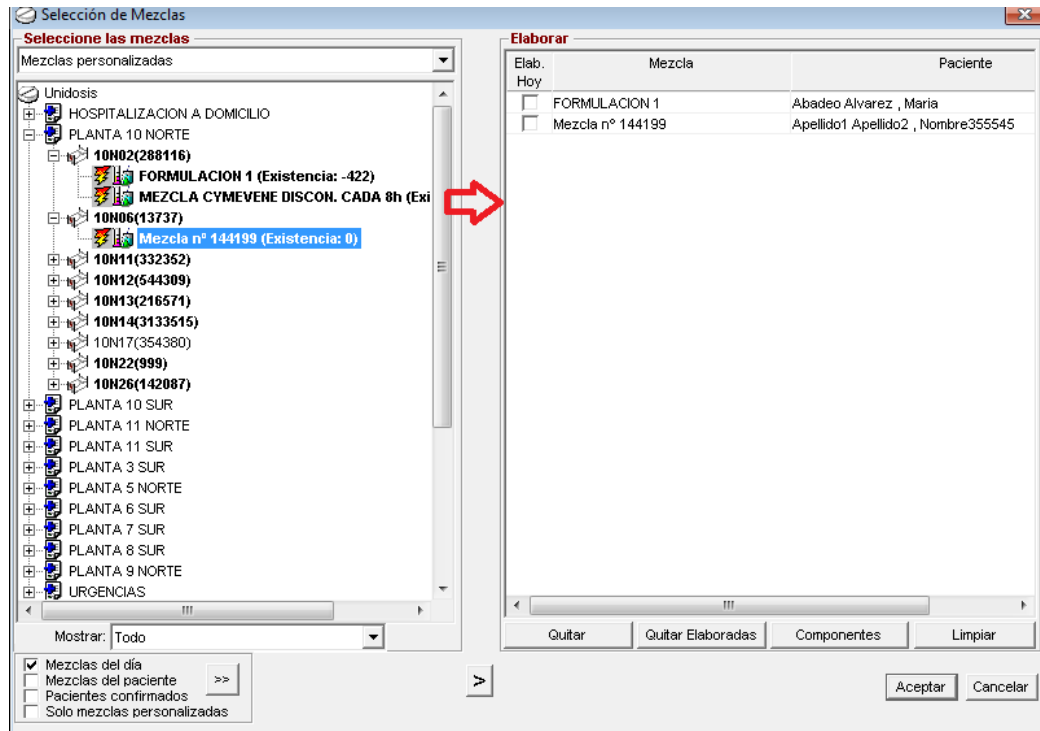 Selección de Mezclas
Seleccione las mezclas
Mezclas personalizadas
Unidosis
HOSPITALIZACION A DOMICILIO
PLANTA 10 NORTE
10N02(288116)
FORMULACION 1 (Existencia: -422)
MEZCLA CYMEVENE DISCON. CADA 8h (Exi
10N06(13737)
Mezcla nº 144199 (Existencia: 0)
10N11(332352)
10N12(544309)
10N13(216571)
10N14(3133515)
10N17(354380)
10N22(999)
10N26(142087)
PLANTA 10 SUR
PLANTA 11 NORTE
PLANTA 11 SUR
PLANTA 3 SUR
PLANTA 5 NORTE
PLANTA 6 SUR
PLANTA 7 SUR
PLANTA 8 SUR
PLANTA 9 NORTE
URGENCIAS
Mostrar: Todo
Mezclas del día
Mezclas del paciente
Pacientes confirmados
Solo mezclas personalizadas
>>
>
Elaborar
Elab. Hoy Mezcla Paciente
FORMULACION 1 Abadeo Alvarez , Maria
Mezcla nº 144199 Apellido1 Apellido2 , Nombre355545
Quitar Quitar Elaboradas Componentes Limpiar
Aceptar Cancelar